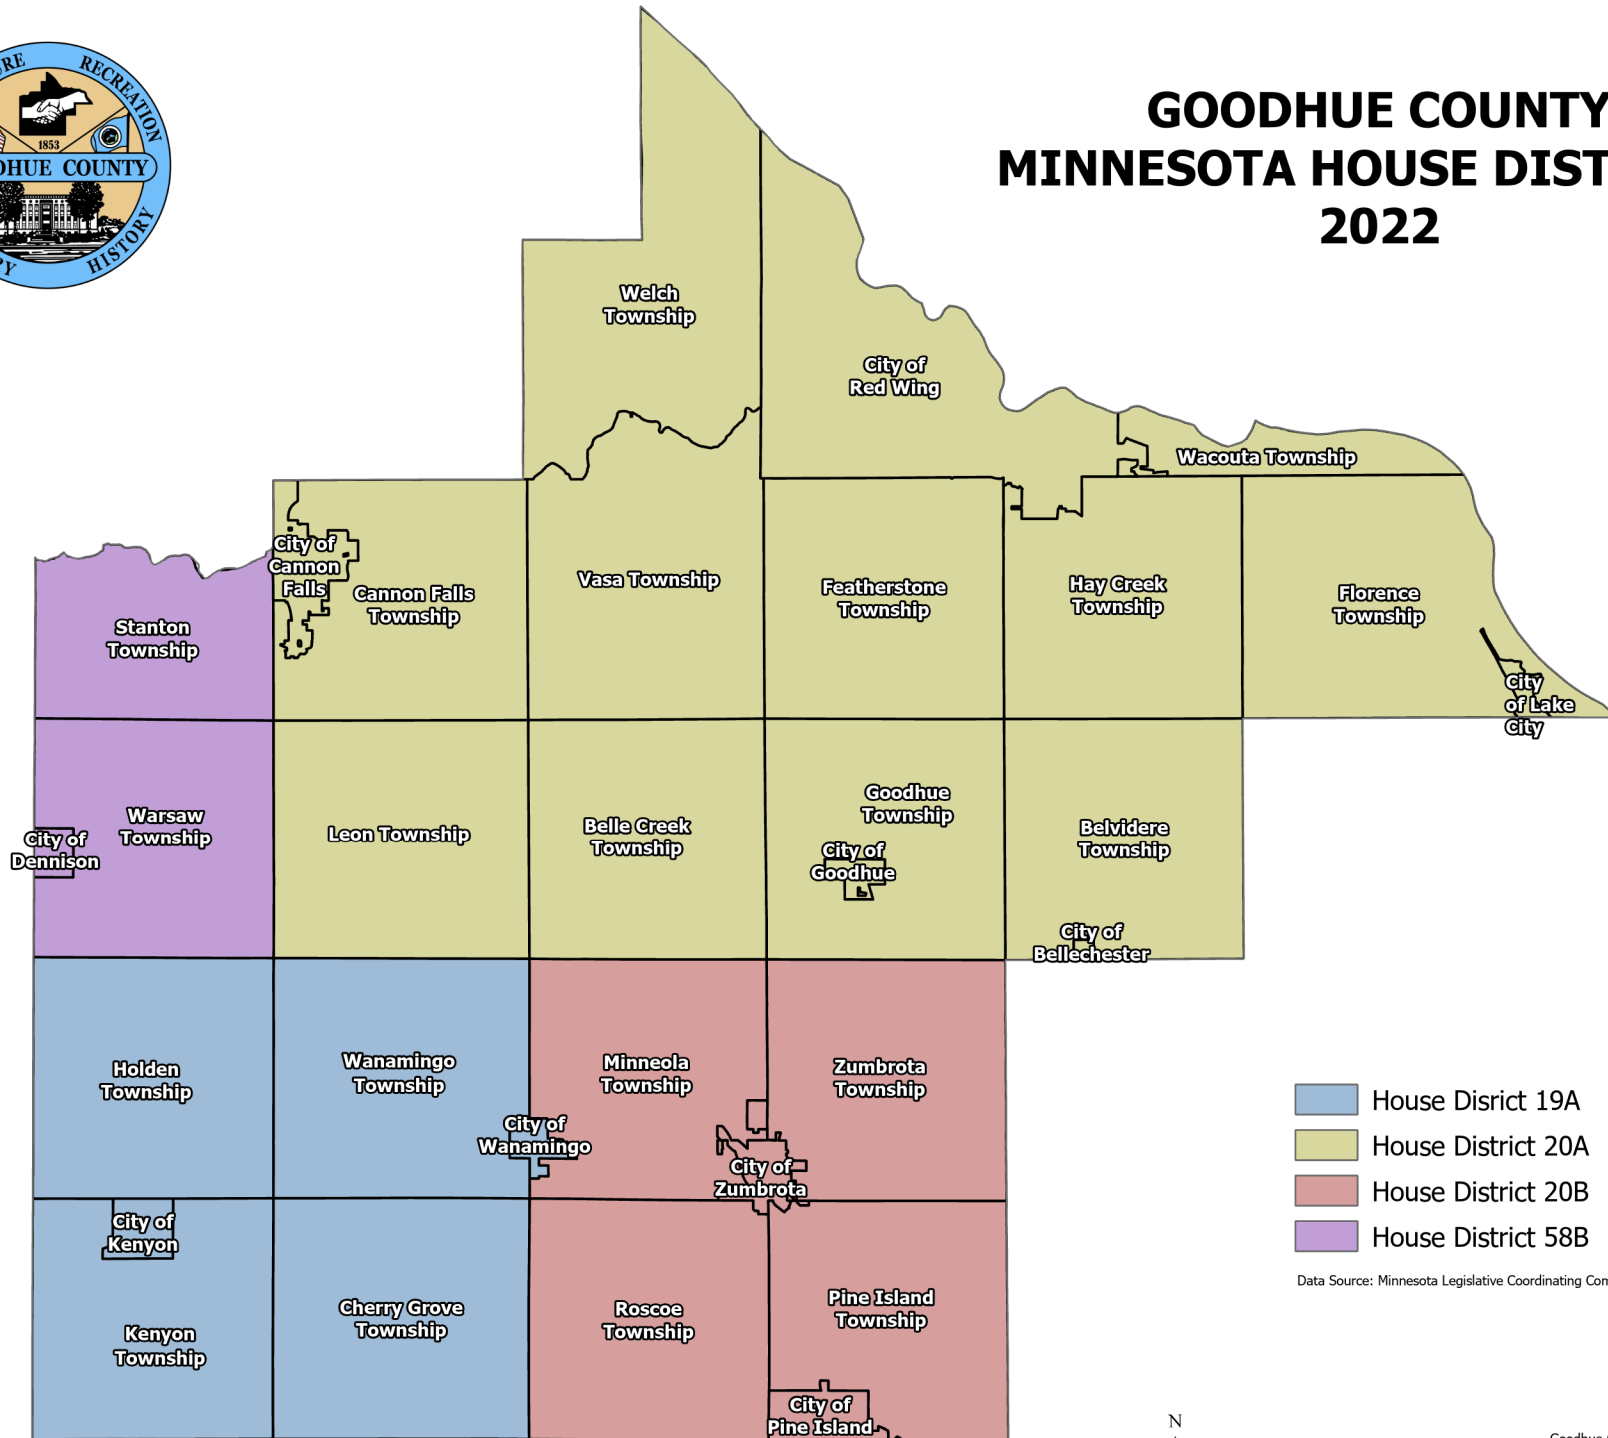 RECREATION
HISTORY
1853
COUNTY
GOODHUE COUNTY
MINNESOTA HOUSE
2022
Welch
Township
City of
Red Wing
Wacouta Township
City of
Cannon
Falls
Cannon Falls
Township
Vasa Township
Featherstone
Township
Hay Creek
Township
Florence
Township
City
of Lake
City
Stanton
Township
Warsaw
Township
City of
Dennison
Leon Township
Belle Creek
Township
Goodhue
Township
City of
Goodhue
Belvidere
Township
City of
Bellechester
Holden
Township
Wanamingo
Township
City of
Wanamingo
Minneola
Township
Zumbrota
Township
City of
Zumbrota
City of
Kenyon
Kenyon
Township
Cherry Grove
Township
Roscoe
Township
Pine Island
Township
City of
Pine Island
House Disrict 19A
House District 20A
House District 20B
House District 58B
Data Source: Minnesota Legislative Coordinating
N